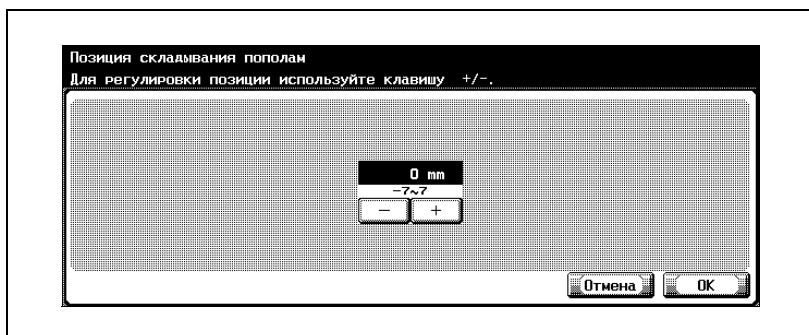 Позиция складывания пополам
Для регулировки позиции используйте клавишу +/-.
0 mm
-7~7
- +
Отмена OK